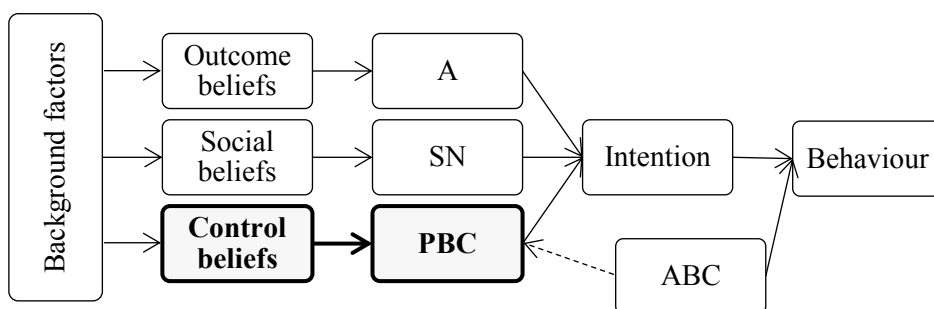 Background factors
Outcome
beliefs
A
Social
beliefs
SN
Intention
Behaviour
Control
beliefs
PBC
ABC